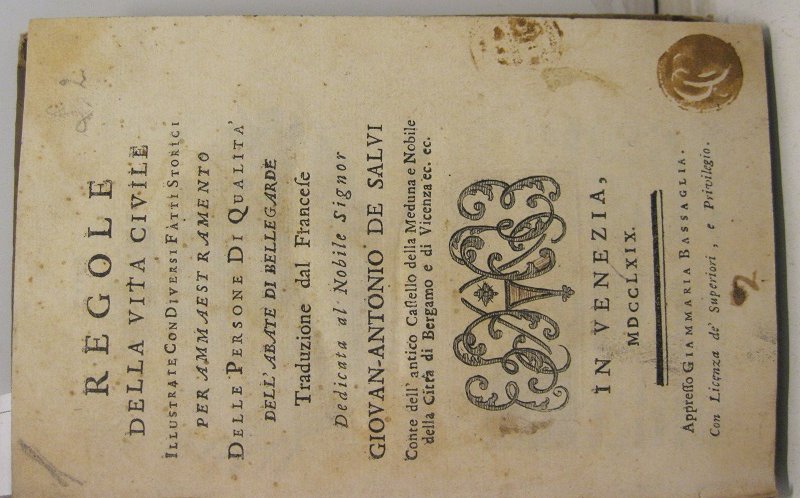 REGOLE
DELLA VITA CIVILE
ILLUSTRATE CON DIVERSI FATTI STORICI
PER AMMAESTRAMENTO
DELLE PERSONE DI QUALITA'
DELL' ABATE DI BELLEGARDE
Traduzione dal Franceſe
Dedicata al Nobile Signor
GIOVAN-ANTONIO DE SALVI
Conte dell' antico Caſtello della Meduna e Nobile
della Città di Bergamo e di Vicenza ec. ec.
IN VENEZIA,
MDCCLXIX.
Appreſſo GIAMMARIA BASSAGLIA.
Con Licenza de' Superiori, e Privilegio.
2